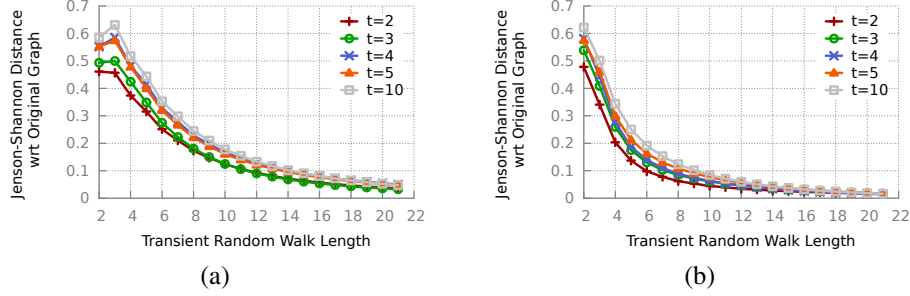 Jenson-Shannon Distance
wrt Original Graph
0.7
0.6
0.5
0.4
0.3
0.2
0.1
0
2 4 6 8 10 12 14 16 18 20 22
Transient Random Walk Length
t=2
t=3
t=4
t=5
t=10
(a)
Jenson-Shannon Distance
wrt Original Graph
0.7
0.6
0.5
0.4
0.3
0.2
0.1
0
2 4 6 8 10 12 14 16 18 20 22
Transient Random Walk Length
t=2
t=3
t=4
t=5
t=10
(b)